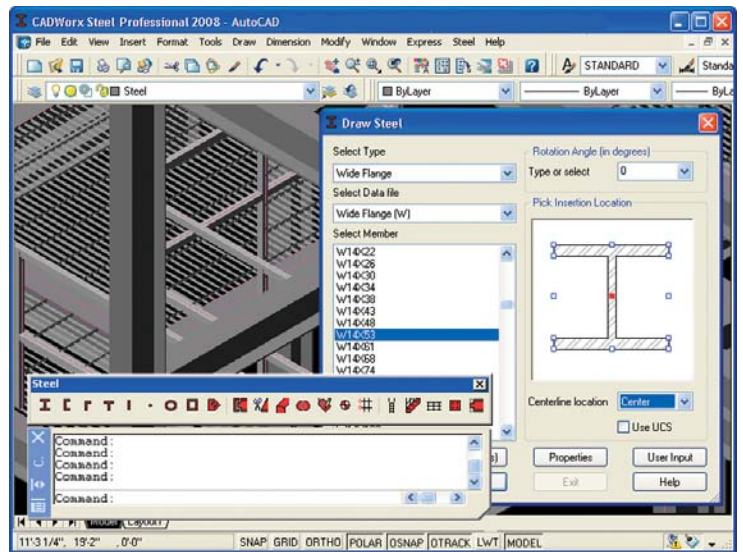 CADWorx Steel Professional 2008 - AutoCAD
File Edit View Insert Format Tools Draw Dimension Modify Window Express Steel Help
STANDARD Standa
Steel ByLayer ByLayer ByLa
Draw Steel
Select Type
Wide Flange
Select Data file
Wide Flange (W)
Select Member
W14X22
W14X26
W14X30
W14X34
W14X38
W14X43
W14X48
W14X53
W14X61
W14X68
W14X74
Rotation Angle (in degrees)
Type or select 0
Pick Insertion Location
Centerline location Center
Use UCS
Properties User Input
Exit Help
Steel
Command:
Command:
Command:
Command:
Command:
Model Layout1
11'-3 1/4", 19'-2" , 0'-0" SNAP GRID ORTHO POLAR OSNAP OTRACK LWT MODEL